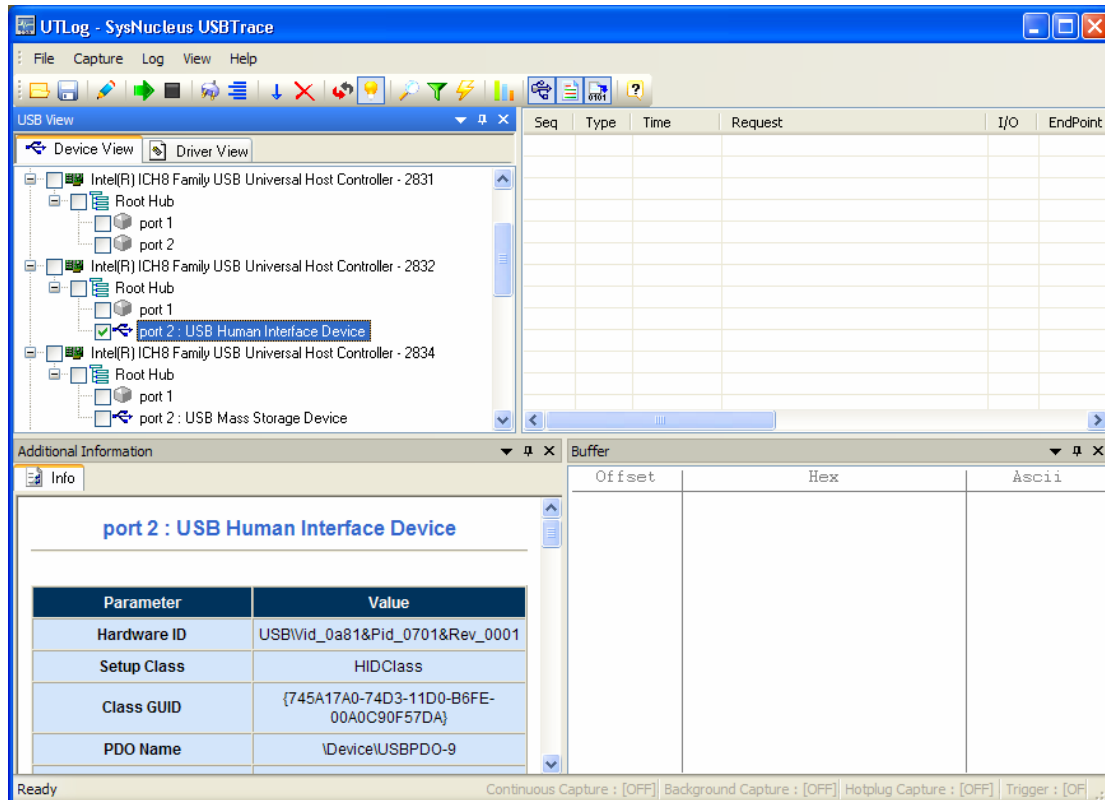 UTLog - SysNucleus USBTrace
File Capture Log View Help
USB View
Device View Driver View
Intel(R) ICH8 Family USB Universal Host Controller - 2831
Root Hub
port 1
port 2
Intel(R) ICH8 Family USB Universal Host Controller - 2832
Root Hub
port 1
port 2 : USB Human Interface Device
Intel(R) ICH8 Family USB Universal Host Controller - 2834
Root Hub
port 1
port 2 : USB Mass Storage Device
Seq Type Time Request I/O EndPoint
Additional Information
Info
port 2 : USB Human Interface Device
Parameter Value
Hardware ID USB\Vid_0a81&Pid_0701&Rev_0001
Setup Class HIDClass
Class GUID {745A17A0-74D3-11D0-B6FE-
00A0C90F57DA}
PDO Name \Device\USBPDO-9
Buffer
Offset Hex Ascii
Ready Continuous Capture : [OFF] Background Capture : [OFF] Hotplug Capture : [OFF] Trigger : [OF